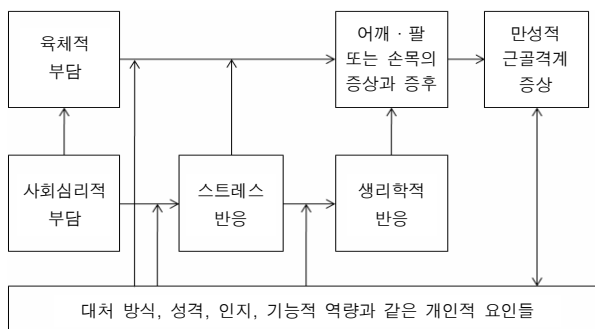 육체적
부담
어깨 · 팔
또는 손목의
증상과 증후
만성적
근골격계
증상
사회심리적
부담
스트레스
반응
생리학적
반응
대처 방식, 성격, 인지, 기능적 역량과 같은 개인적 요인들